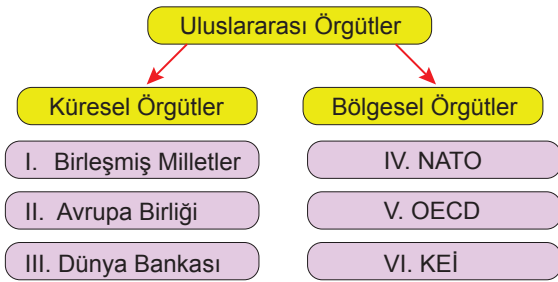 Uluslararası Örgütler
Küresel Örgütler
I. Birleşmiş Milletler
II. Avrupa Birliği
III. Dünya Bankası
Bölgesel Örgütler
IV. NATO
V. OECD
VI. KEİ